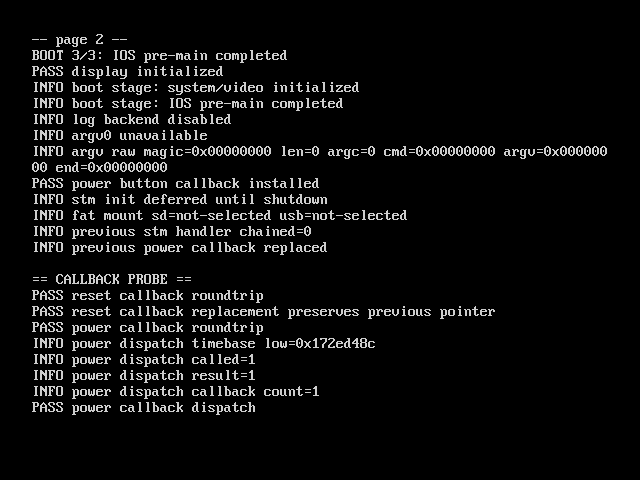 -- page 2 --
BOOT 3/3: IOS pre-main completed
PASS display initialized
INFO boot stage: system/video initialized
INFO boot stage: IOS pre-main completed
INFO log backend disabled
INFO argv0 unavailable
INFO argv raw magic=0x00000000 len=0 argc=0 cmd=0x00000000 argv=0x000000
00 end=0x00000000
PASS power button callback installed
INFO stm init deferred until shutdown
INFO fat mount sd=not-selected usb=not-selected
INFO previous stm handler chained=0
INFO previous power callback replaced
== CALLBACK PROBE ==
PASS reset callback roundtrip
PASS reset callback replacement preserves previous pointer
PASS power callback roundtrip
INFO power dispatch timebase low=0x172ed48c
INFO power dispatch called=1
INFO power dispatch result=1
INFO power dispatch callback count=1
PASS power callback dispatch